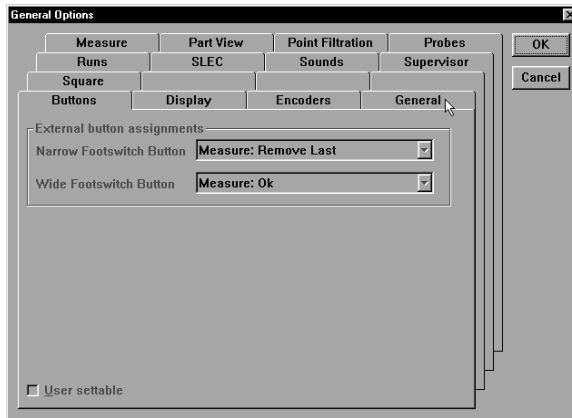 General Options
Measure Part View Point Filtration Probes
Runs SLEC Sounds Supervisor
Square
Buttons Display Encoders General
External button assignments
Narrow Footswitch Button Measure: Remove Last
Wide Footswitch Button Measure: Ok
User settable
OK
Cancel